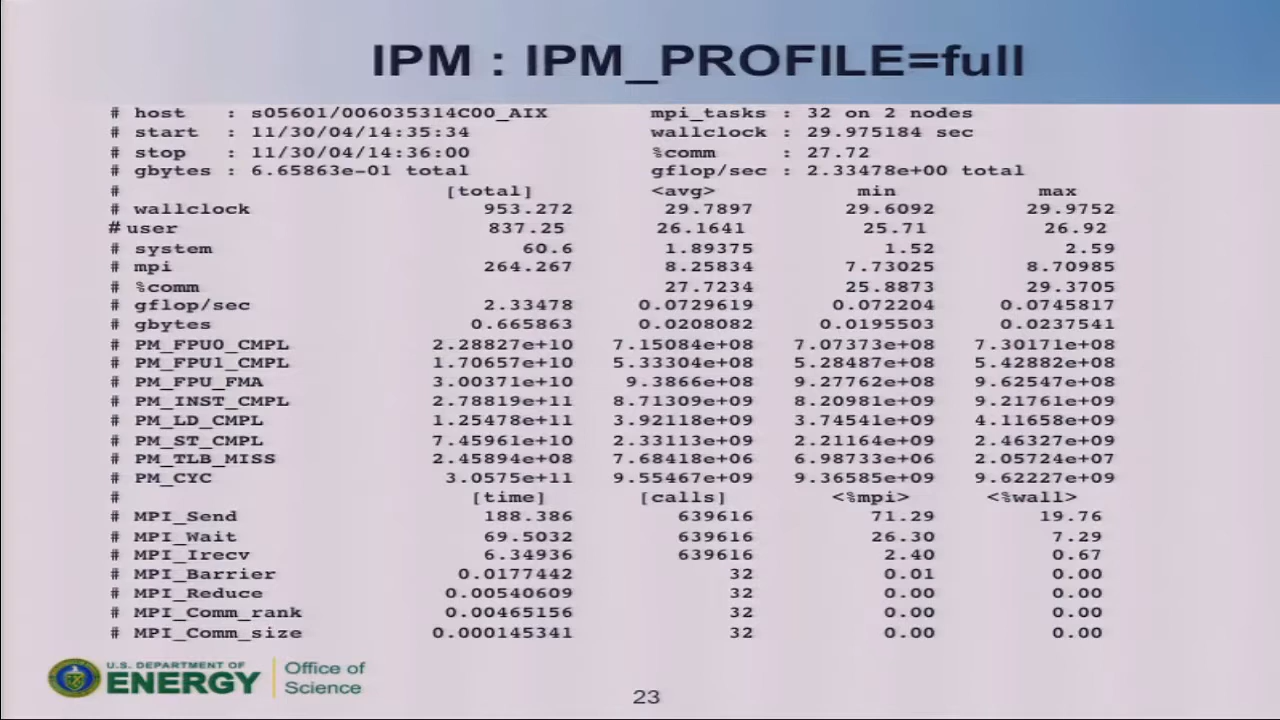 IPM : IPM_PROFILE=full
# host : s05601/006035314C00_AIX mpi_tasks : 32 on 2 nodes
# start : 11/30/04/14:35:34 wallclock : 29.975184 sec
# stop : 11/30/04/14:36:00 %comm : 27.72
# gbytes : 6.65863e-01 total gflop/sec : 2.33478e+00 total
# [total] <avg> min max
# wallclock 953.272 29.7897 29.6092 29.9752
# user 837.25 26.1641 25.71 26.92
# system 60.6 1.89375 1.52 2.59
# mpi 264.267 8.25834 7.73025 8.70985
# %comm 27.7234 25.8873 29.3705
# gflop/sec 2.33478 0.0729619 0.072204 0.0745817
# gbytes 0.665863 0.0208082 0.0195503 0.0237541
# PM_FPU0_CMPL 2.28827e+10 7.15084e+08 7.07373e+08 7.30171e+08
# PM_FPU1_CMPL 1.70657e+10 5.33304e+08 5.28487e+08 5.42882e+08
# PM_FPU_FMA 3.00371e+10 9.3866e+08 9.27762e+08 9.62547e+08
# PM_INST_CMPL 2.78819e+11 8.71309e+09 8.20981e+09 9.21761e+09
# PM_LD_CMPL 1.25478e+11 3.92118e+09 3.74541e+09 4.11658e+09
# PM_ST_CMPL 7.45961e+10 2.33113e+09 2.21164e+09 2.46327e+09
# PM_TLB_MISS 2.45894e+08 7.68418e+06 6.98733e+06 2.05724e+07
# PM_CYC 3.0575e+11 9.55467e+09 9.36585e+09 9.62227e+09
# [time] [calls] <%mpi> <%wall>
# MPI_Send 188.386 639616 71.29 19.76
# MPI_Wait 69.5032 639616 26.30 7.29
# MPI_Irecv 6.34936 639616 2.40 0.67
# MPI_Barrier 0.0177442 32 0.01 0.00
# MPI_Reduce 0.00540609 32 0.00 0.00
# MPI_Comm_rank 0.00465156 32 0.00 0.00
# MPI_Comm_size 0.000145341 32 0.00 0.00
U.S. DEPARTMENT OF
ENERGY
Office of
Science
23